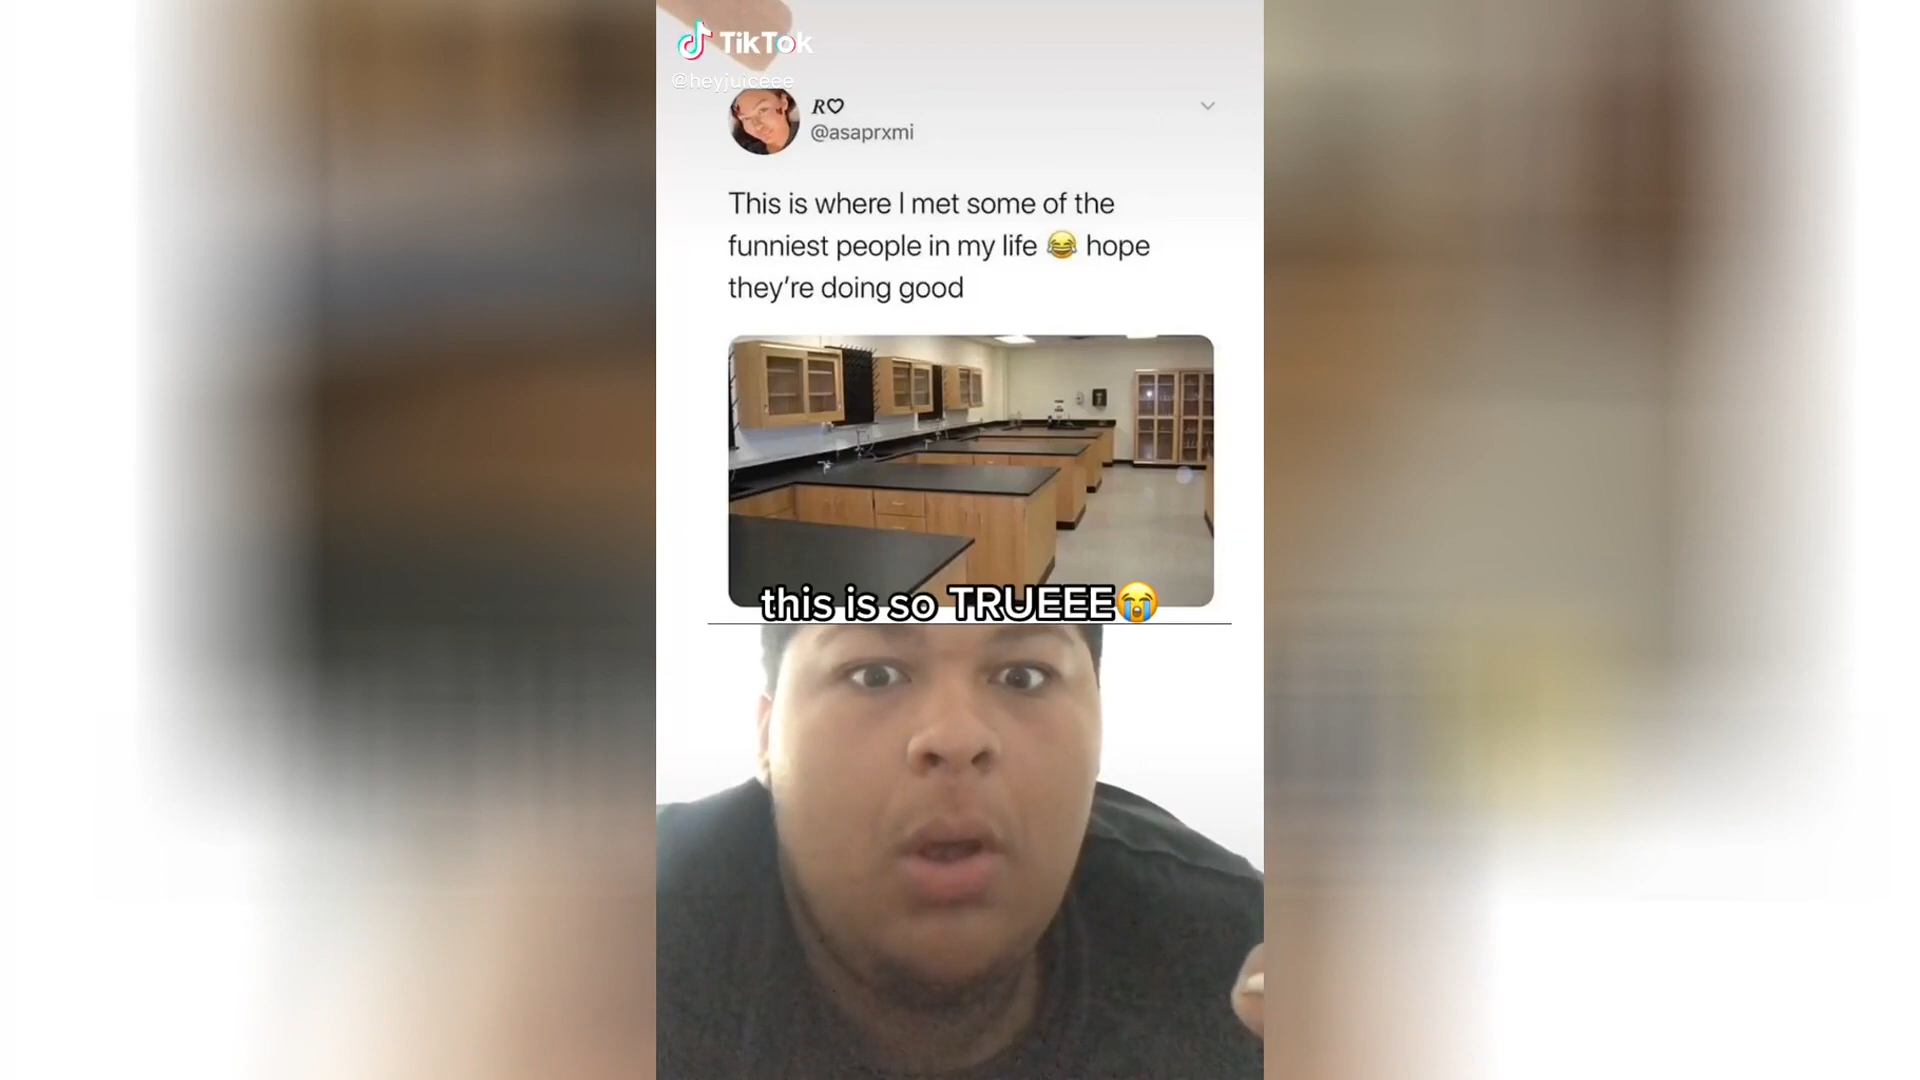 TikTok
@heyjuiceee
R♡
@asaprxmi
This is where I met some of the
funniest people in my life 😂 hope
they're doing good
this is so TRUEEE😭